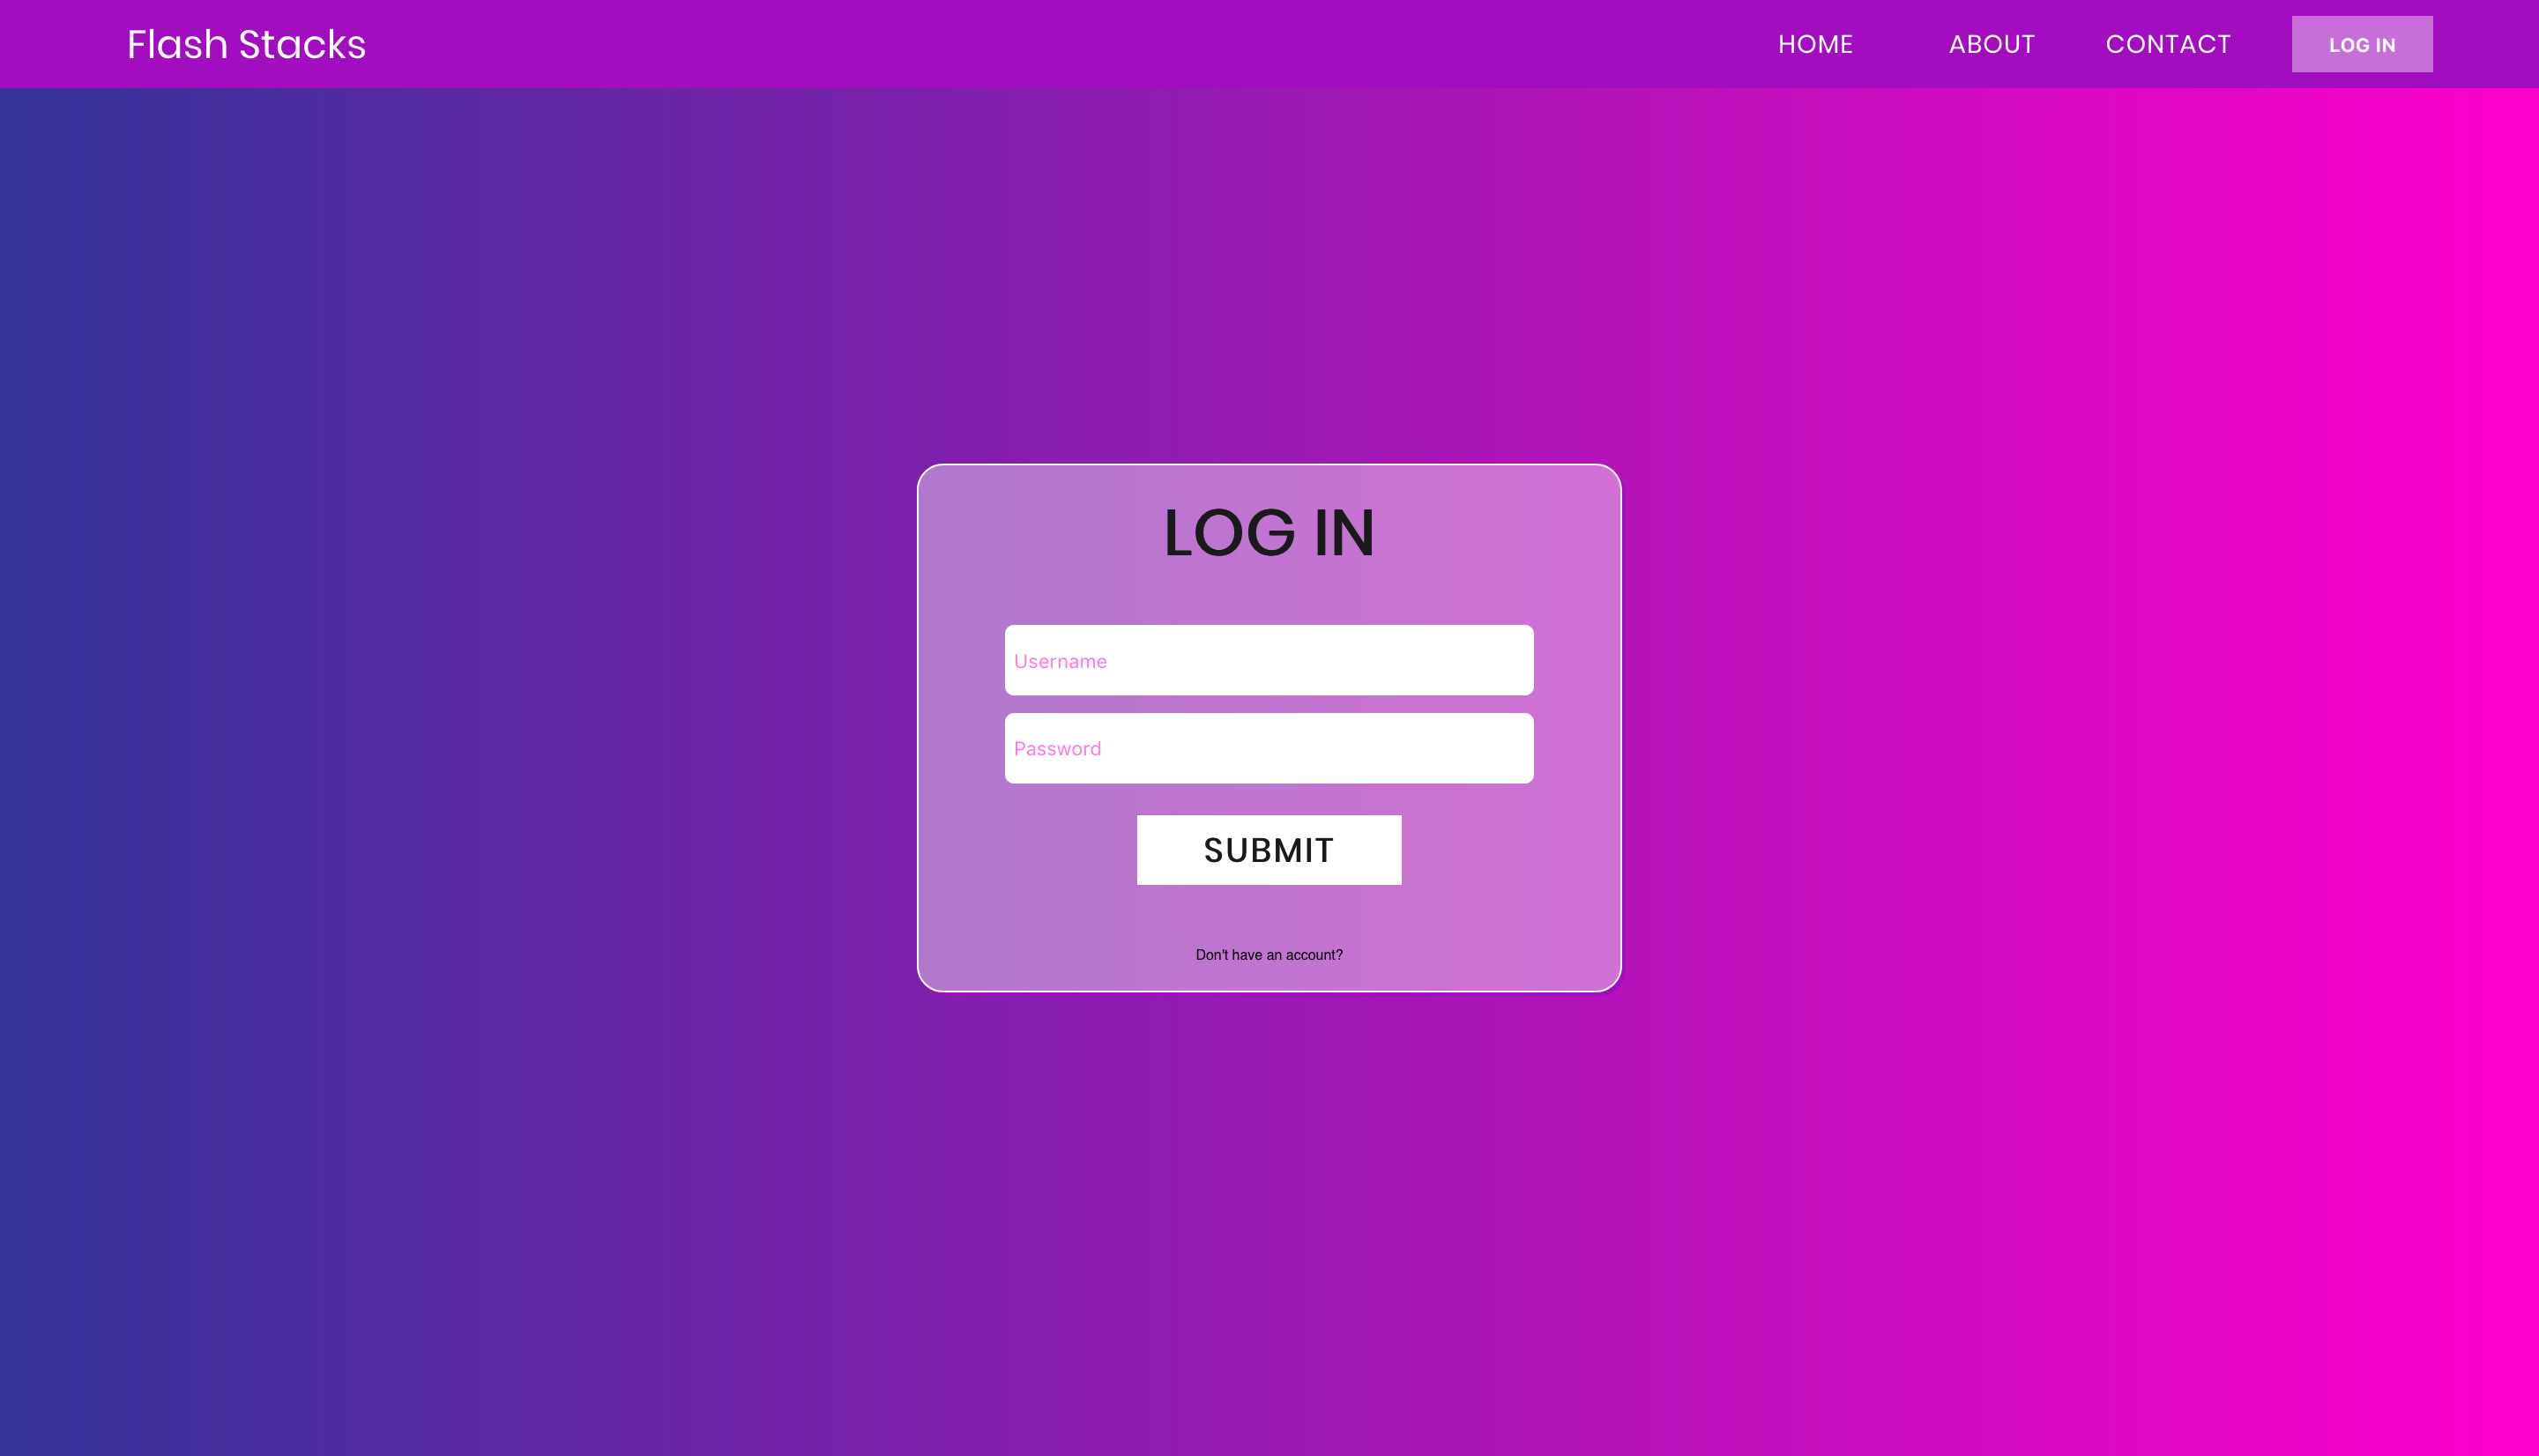 Flash Stacks
HOME ABOUT CONTACT LOG IN
LOG IN
Username
Password
SUBMIT
Don't have an account?